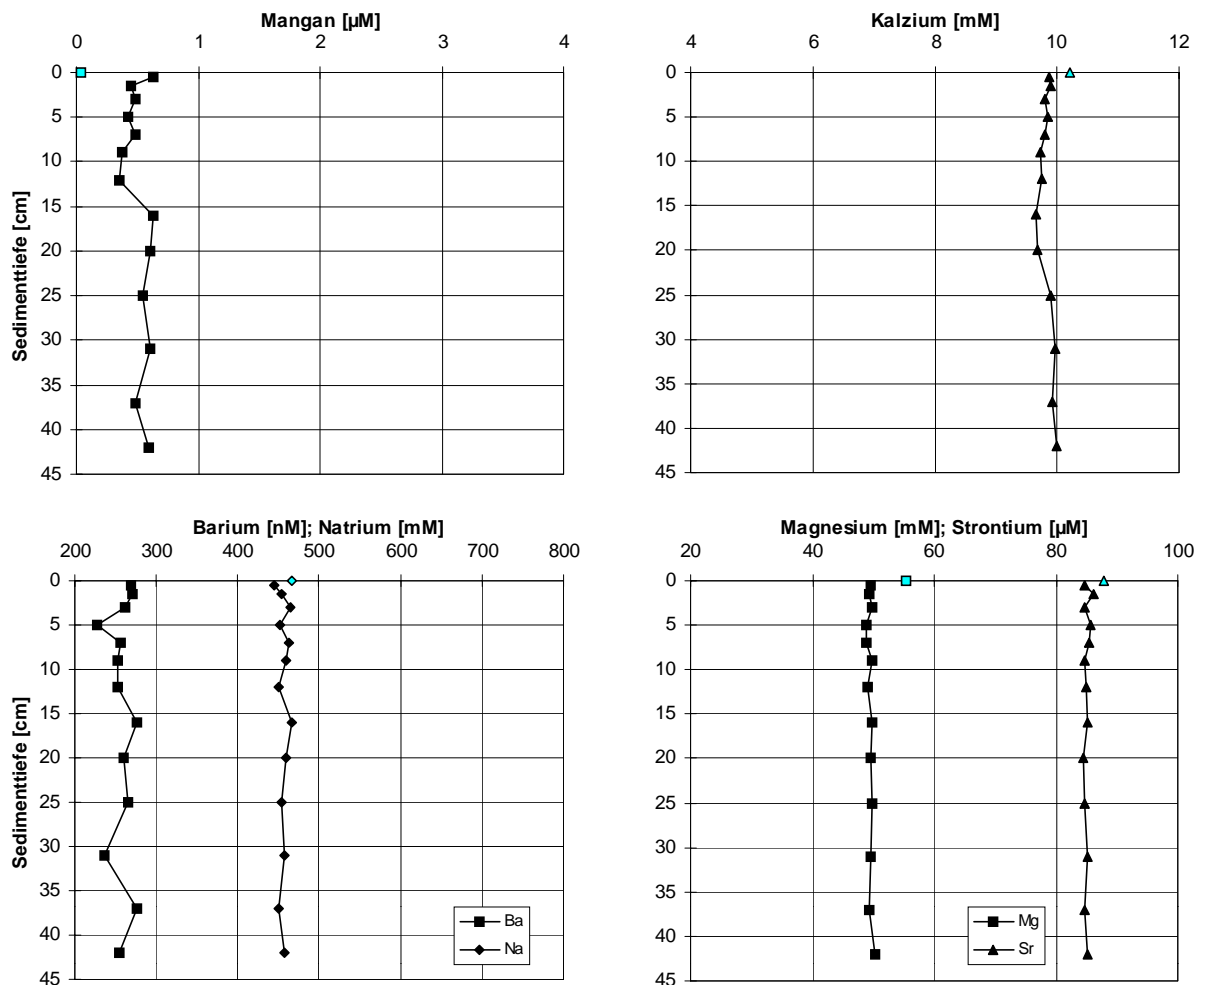 Mangan [µM]
0 1 2 3 4
0
5
10
15
20
25
30
35
40
45
Sedimenttiefe [cm]
Kalzium [mM]
4 6 8 10 12
0
5
10
15
20
25
30
35
40
45
Barium [nM]; Natrium [mM]
200 300 400 500 600 700 800
0
5
10
15
20
25
30
35
40
45
Sedimenttiefe [cm]
Ba
Na
Magnesium [mM]; Strontium [µM]
20 40 60 80 100
0
5
10
15
20
25
30
35
40
45
Mg
Sr